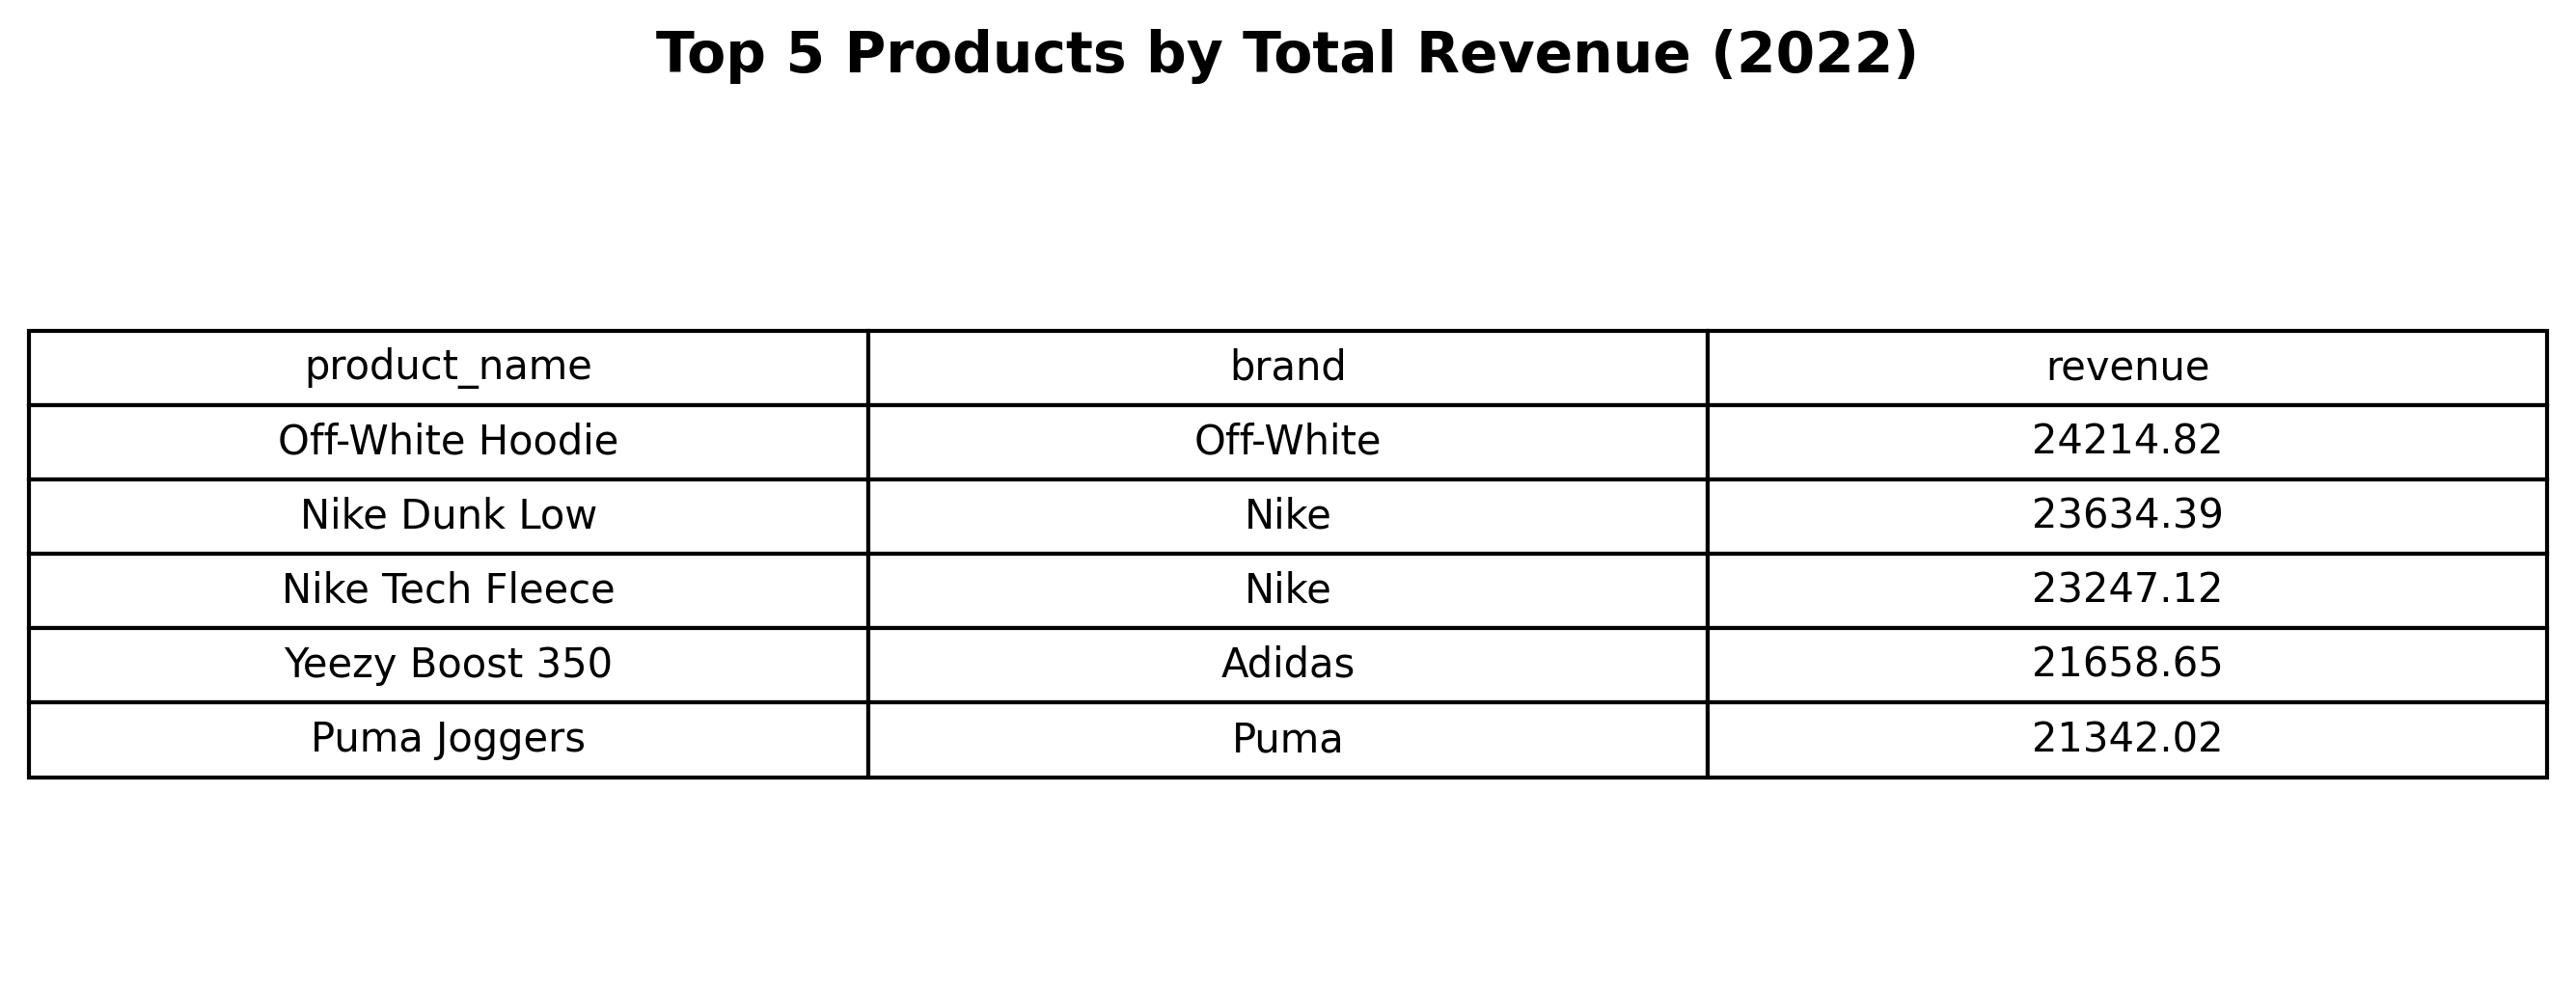 Top 5 Products by Total Revenue (2022)
product_name brand revenue
Off-White Hoodie Off-White 24214.82
Nike Dunk Low Nike 23634.39
Nike Tech Fleece Nike 23247.12
Yeezy Boost 350 Adidas 21658.65
Puma Joggers Puma 21342.02